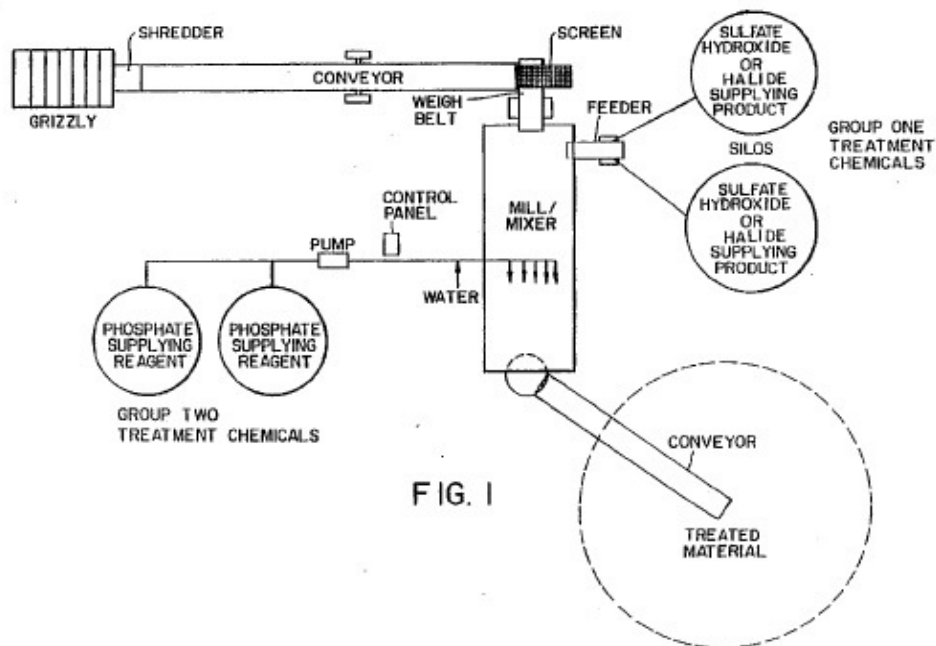 SHREDDER
SCREEN
CONVEYOR
WEIGH
BELT
GRIZZLY
FEEDER
SULFATE
HYDROXIDE
OR
HALIDE
SUPPLYING
PRODUCT
GROUP ONE
TREATMENT
CHEMICALS
SILOS
SULFATE
HYDROXIDE
OR
HALIDE
SUPPLYING
PRODUCT
MILL/
MIXER
CONTROL
PANEL
PUMP
WATER
PHOSPHATE
SUPPLYING
REAGENT
PHOSPHATE
SUPPLYING
REAGENT
GROUP TWO
TREATMENT CHEMICALS
CONVEYOR
FIG. 1
TREATED
MATERIAL